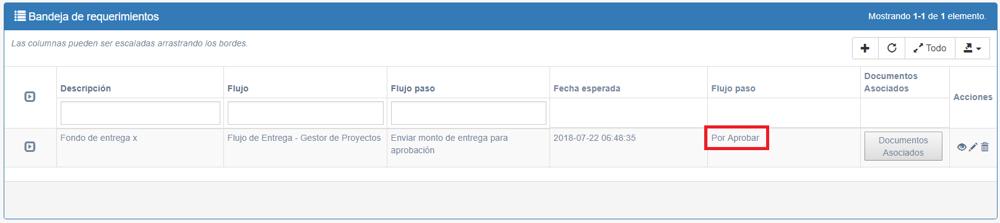 Bandeja de requerimientos
Mostrando 1-1 de 1 elemento.
Las columnas pueden ser escaladas arrastrando los bordes.
Todo
Descripción
Flujo
Flujo paso
Fecha esperada
Flujo paso
Documentos
Asociados
Acciones
Fondo de entrega x
Flujo de Entrega - Gestor de Proyectos
Enviar monto de entrega para
aprobación
2018-07-22 06:48:35
Por Aprobar
Documentos
Asociados